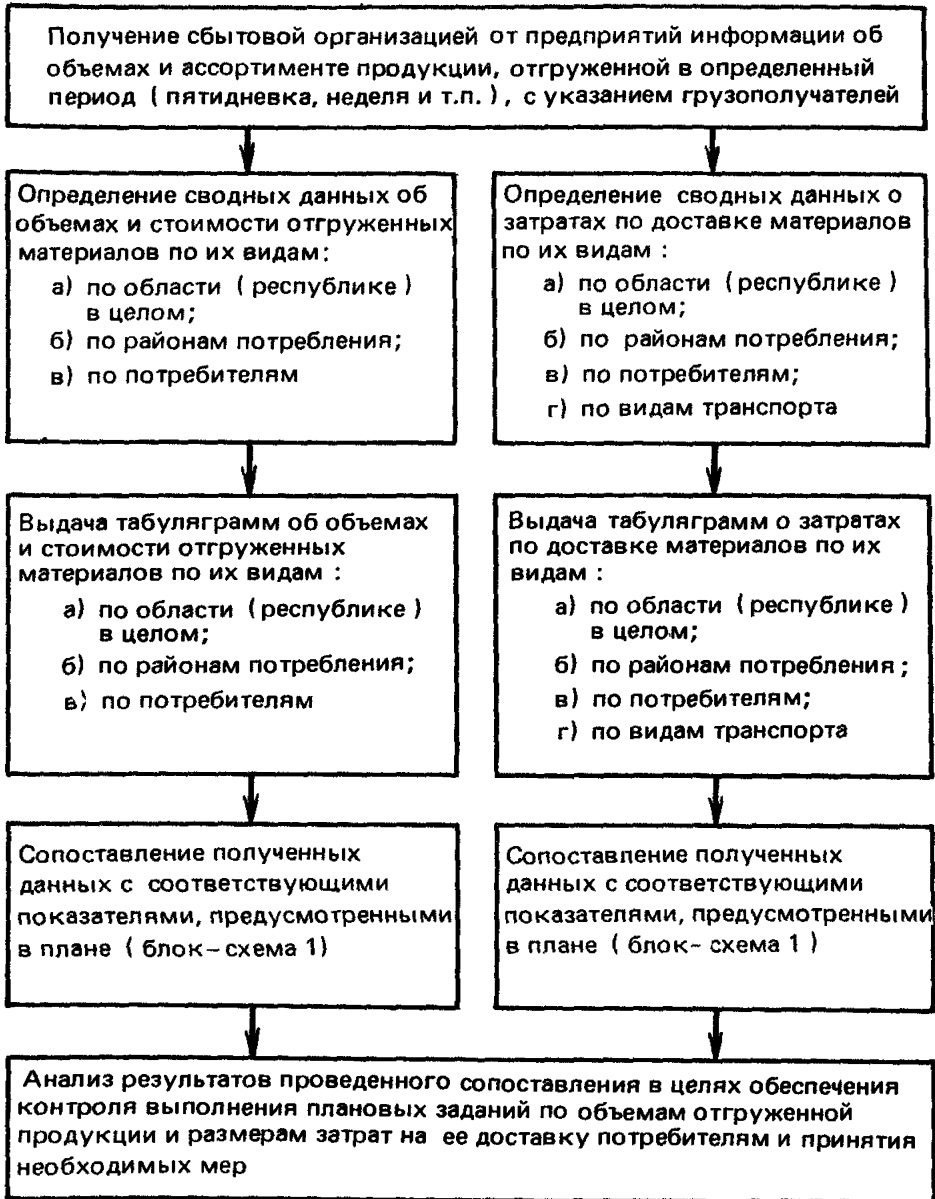 Получение сбытовой организацией от предприятий информации об
объемах и ассортименте продукции, отгруженной в определенный
период ( пятидневка, неделя и т.п. ) , с указанием грузополучателей
Определение сводных данных об
объемах и стоимости отгруженных
материалов по их видам:
а) по области ( республике )
в целом;
б) по районам потребления;
в) по потребителям
Определение сводных данных о
затратах по доставке материалов
по их видам :
а) по области ( республике )
в целом;
б) по районам потребления;
в) по потребителям;
г) по видам транспорта
Выдача табуляграмм об объемах
и стоимости отгруженных
материалов по их видам :
а) по области ( республике )
в целом;
б) по районам потребления;
в) по потребителям
Выдача табуляграмм о затратах
по доставке материалов по их
видам :
а) по области ( республике )
в целом;
б) по районам потребления ;
в) по потребителям;
г) по видам транспорта
Сопоставление полученных
данных с соответствующими
показателями, предусмотренными
в плане ( блок-схема 1)
Сопоставление полученных
данных с соответствующими
показателями, предусмотренными
в плане ( блок- схема 1 )
Анализ результатов проведенного сопоставления в целях обеспечения
контроля выполнения плановых заданий по объемам отгруженной
продукции и размерам затрат на ее доставку потребителям и принятия
необходимых мер